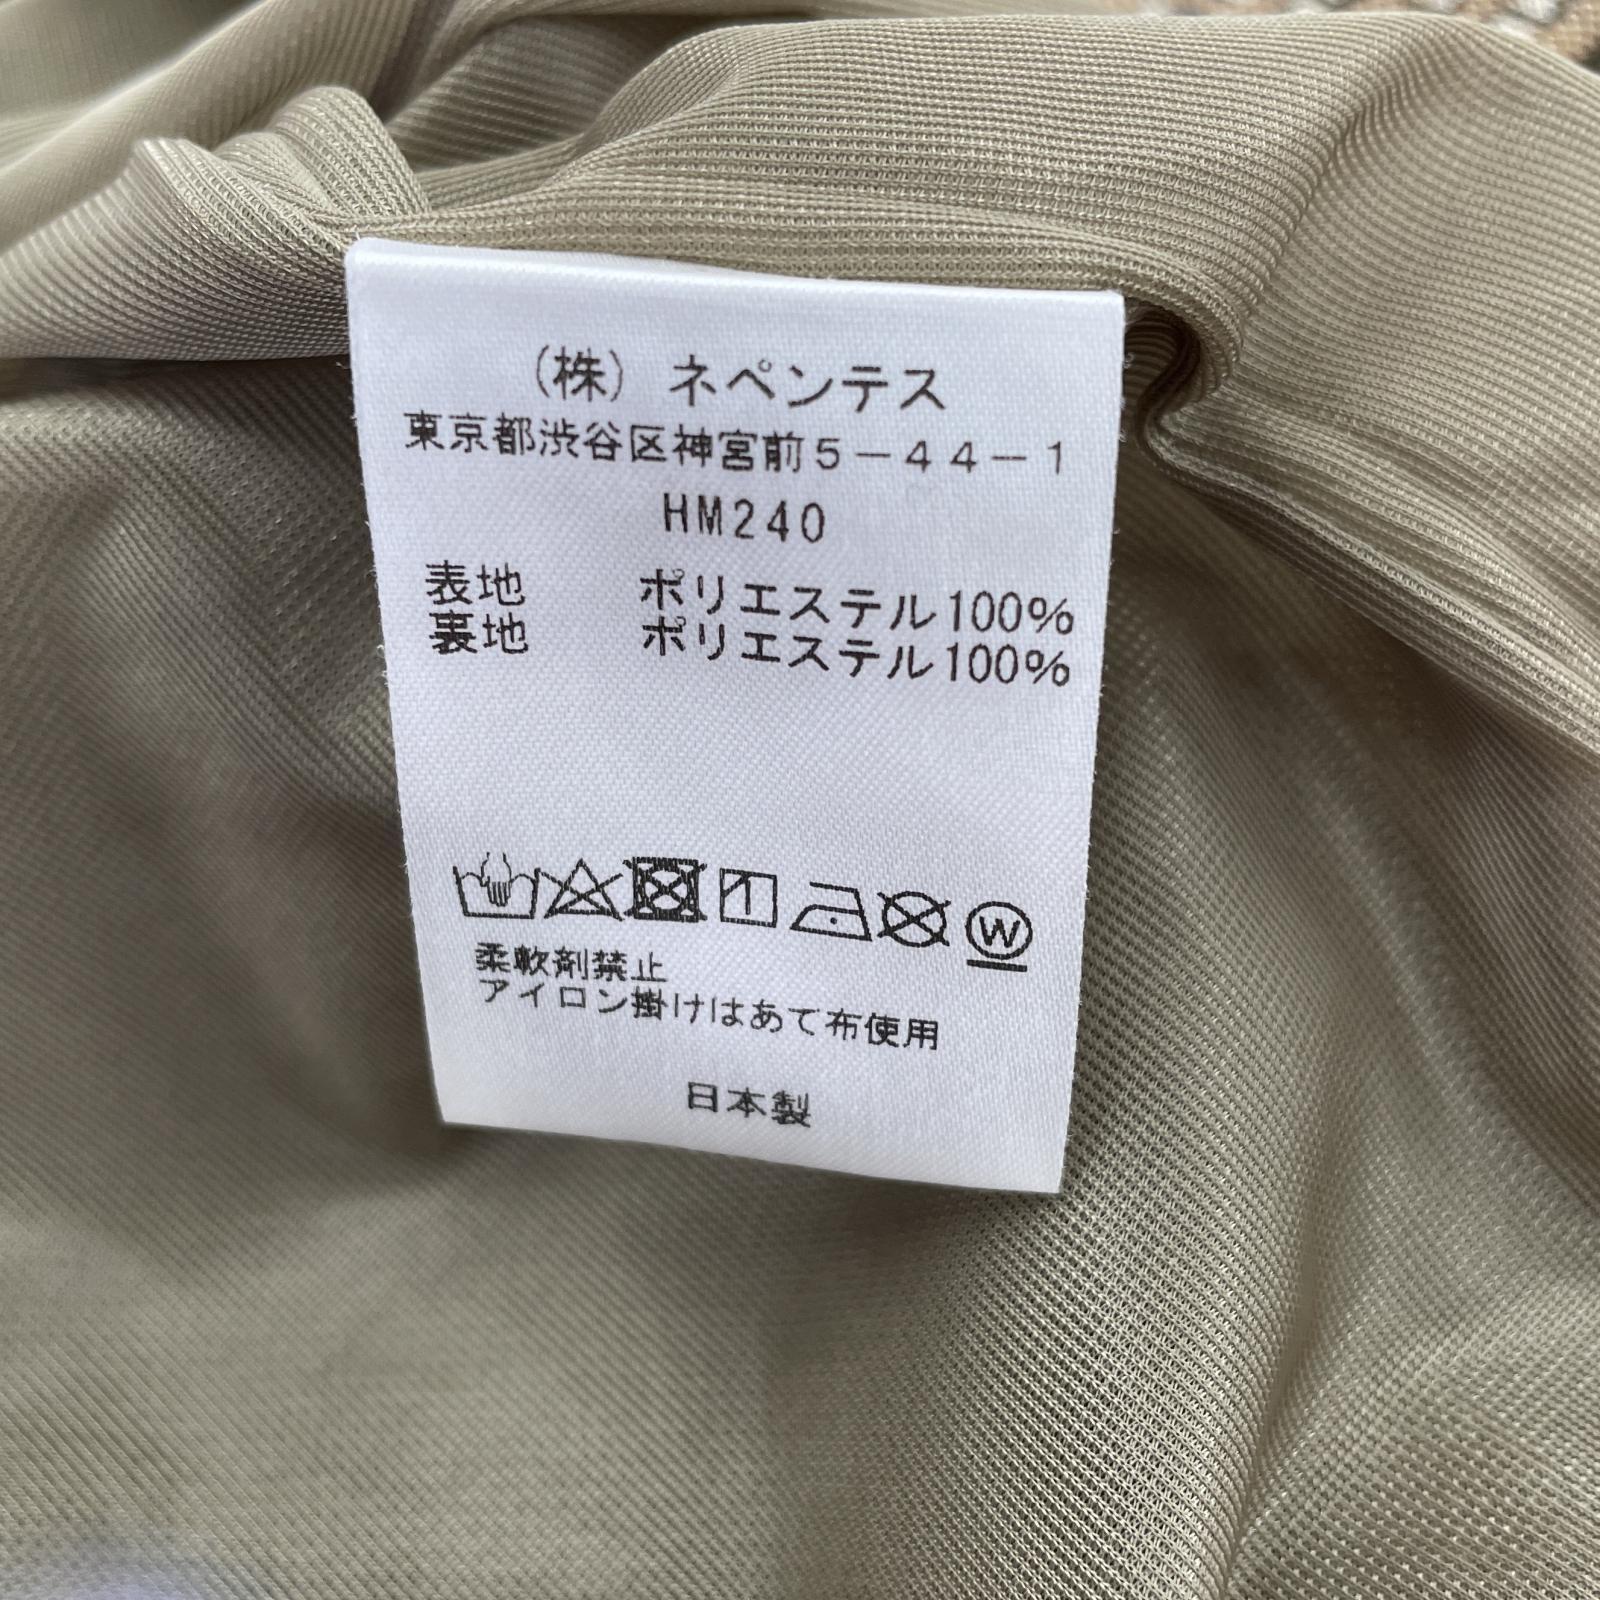 (株) ネペンテス
東京都渋谷区神宮前5－44－1
HM240
表地 ポリエステル100%
裏地 ポリエステル100%
W
柔軟剤禁止
アイロン掛けはあて布使用
日本製